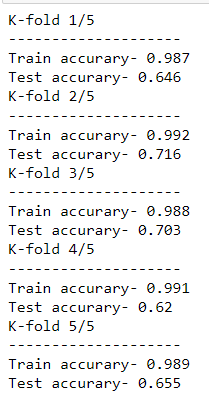 K-fold 1/5
--------------------
Train accurary- 0.987
Test accurary- 0.646
K-fold 2/5
--------------------
Train accurary- 0.992
Test accurary- 0.716
K-fold 3/5
--------------------
Train accurary- 0.988
Test accurary- 0.703
K-fold 4/5
--------------------
Train accurary- 0.991
Test accurary- 0.62
K-fold 5/5
--------------------
Train accurary- 0.989
Test accurary- 0.655